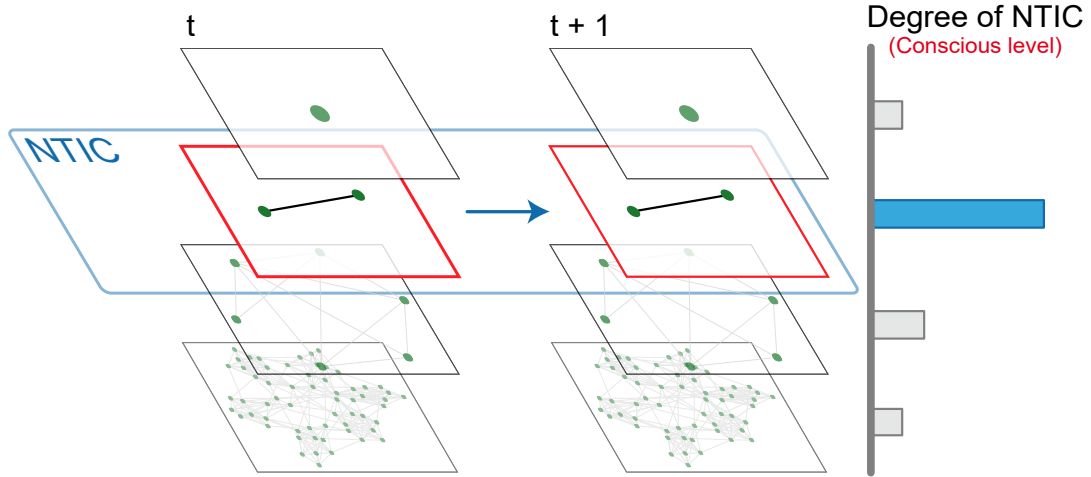 t
t + 1
Degree of NTIC
(Conscious level)
NTIC